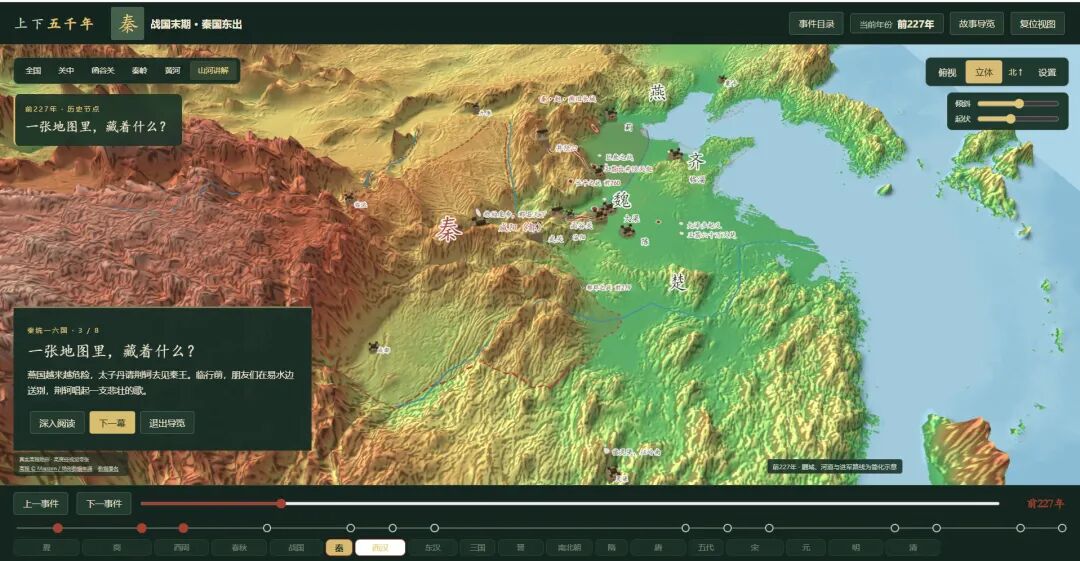 上下五千年
秦
战国末期·秦国东出
事件目录
当前年份 前227年
故事导览
复位视图
全国 关中 函谷关 秦岭 黄河 山河讲解
俯视 立体 北↑ 设置
倾斜
起伏
前227年·历史节点
一张地图里，藏着什么？
燕
蓟
齐
临淄
魏
大梁
陈
秦
楚
秦统一六国·3 / 8
一张地图里，藏着什么？
燕国越来越危险，太子丹请荆轲去见秦王。临行前，朋友们在易水边
送别，荆轲唱起一支悲壮的歌。
深入阅读
下一幕
退出导览
前227年·疆域、河道与进军路线为简化示意
上一事件
下一事件
前227年
夏 商 西周 春秋 战国 秦 西汉 东汉 三国 晋 南北朝 隋 唐 五代 宋 元 明 清